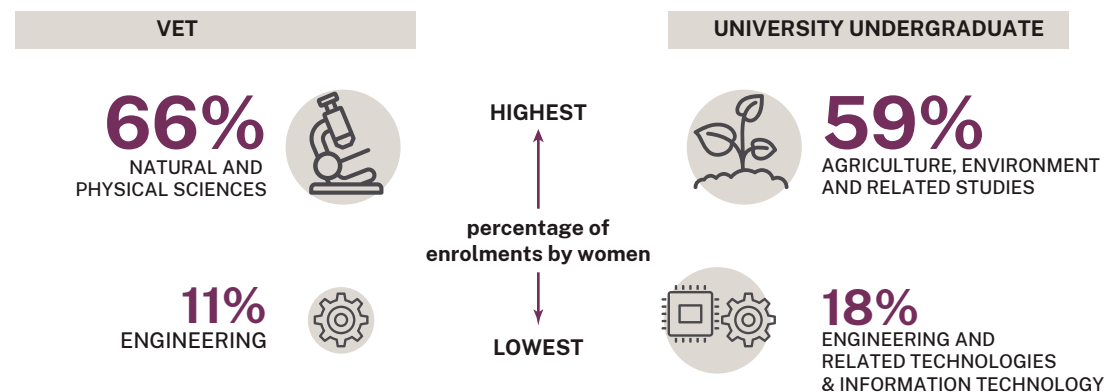 VET
66%
NATURAL AND
PHYSICAL SCIENCES
11%
ENGINEERING
HIGHEST
percentage of
enrolments by women
LOWEST
UNIVERSITY UNDERGRADUATE
59%
AGRICULTURE, ENVIRONMENT
AND RELATED STUDIES
18%
ENGINEERING AND
RELATED TECHNOLOGIES
& INFORMATION TECHNOLOGY